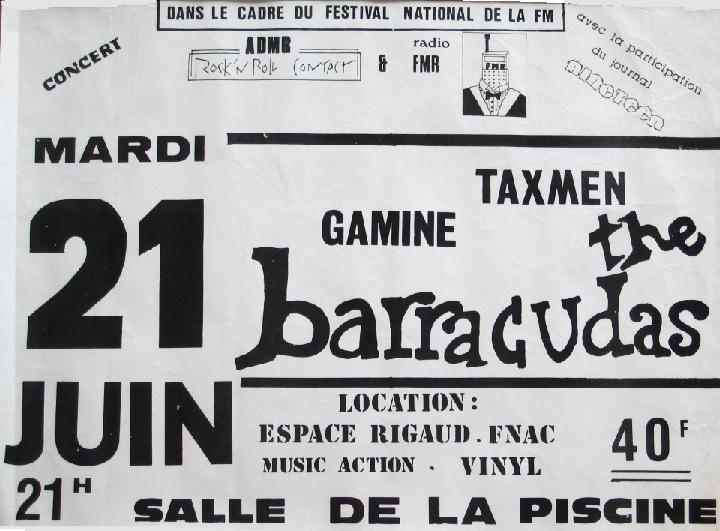 DANS LE CADRE DU FESTIVAL NATIONAL DE LA FM
CONCERT
ADMR
Rock'n Roll Contact
&
radio
FMR
F.M.R.
avec la participation
du journal
nineteen
MARDI
21
JUIN
21H
TAXMEN
GAMINE
the
barracudas
LOCATION:
ESPACE RIGAUD. FNAC
MUSIC ACTION . VINYL
40F
SALLE DE LA PISCINE